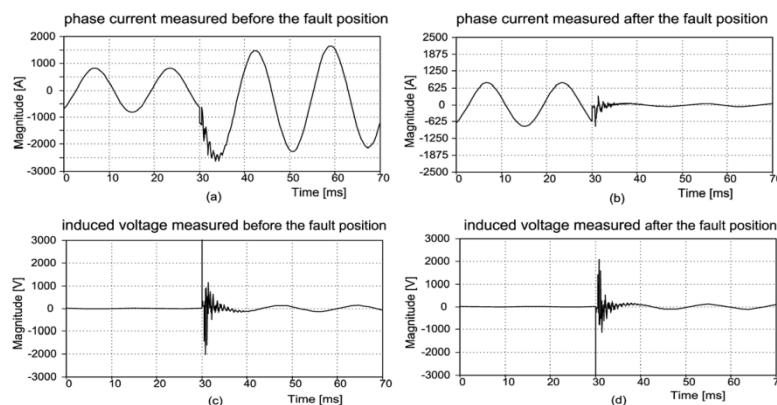 phase current measured before the fault position
Magnitude [A]
2000
1000
0
-1000
-2000
-3000
0 10 20 30 40 50 60 70
Time [ms]
(a)
phase current measured after the fault position
Magnitude [A]
2500
1875
1250
625
0
-625
1250
1875
-2500
0 10 20 30 40 50 60 70
Time [ms]
(b)
induced voltage measured before the fault position
Magnitude [V]
3000
2000
1000
0
-1000
-2000
-3000
0 10 20 30 40 50 60 70
Time [ms]
(c)
induced voltage measured after the fault position
Magnitude [V]
3000
2000
1000
0
-1000
-2000
-3000
0 10 20 30 40 50 60 70
Time [ms]
(d)